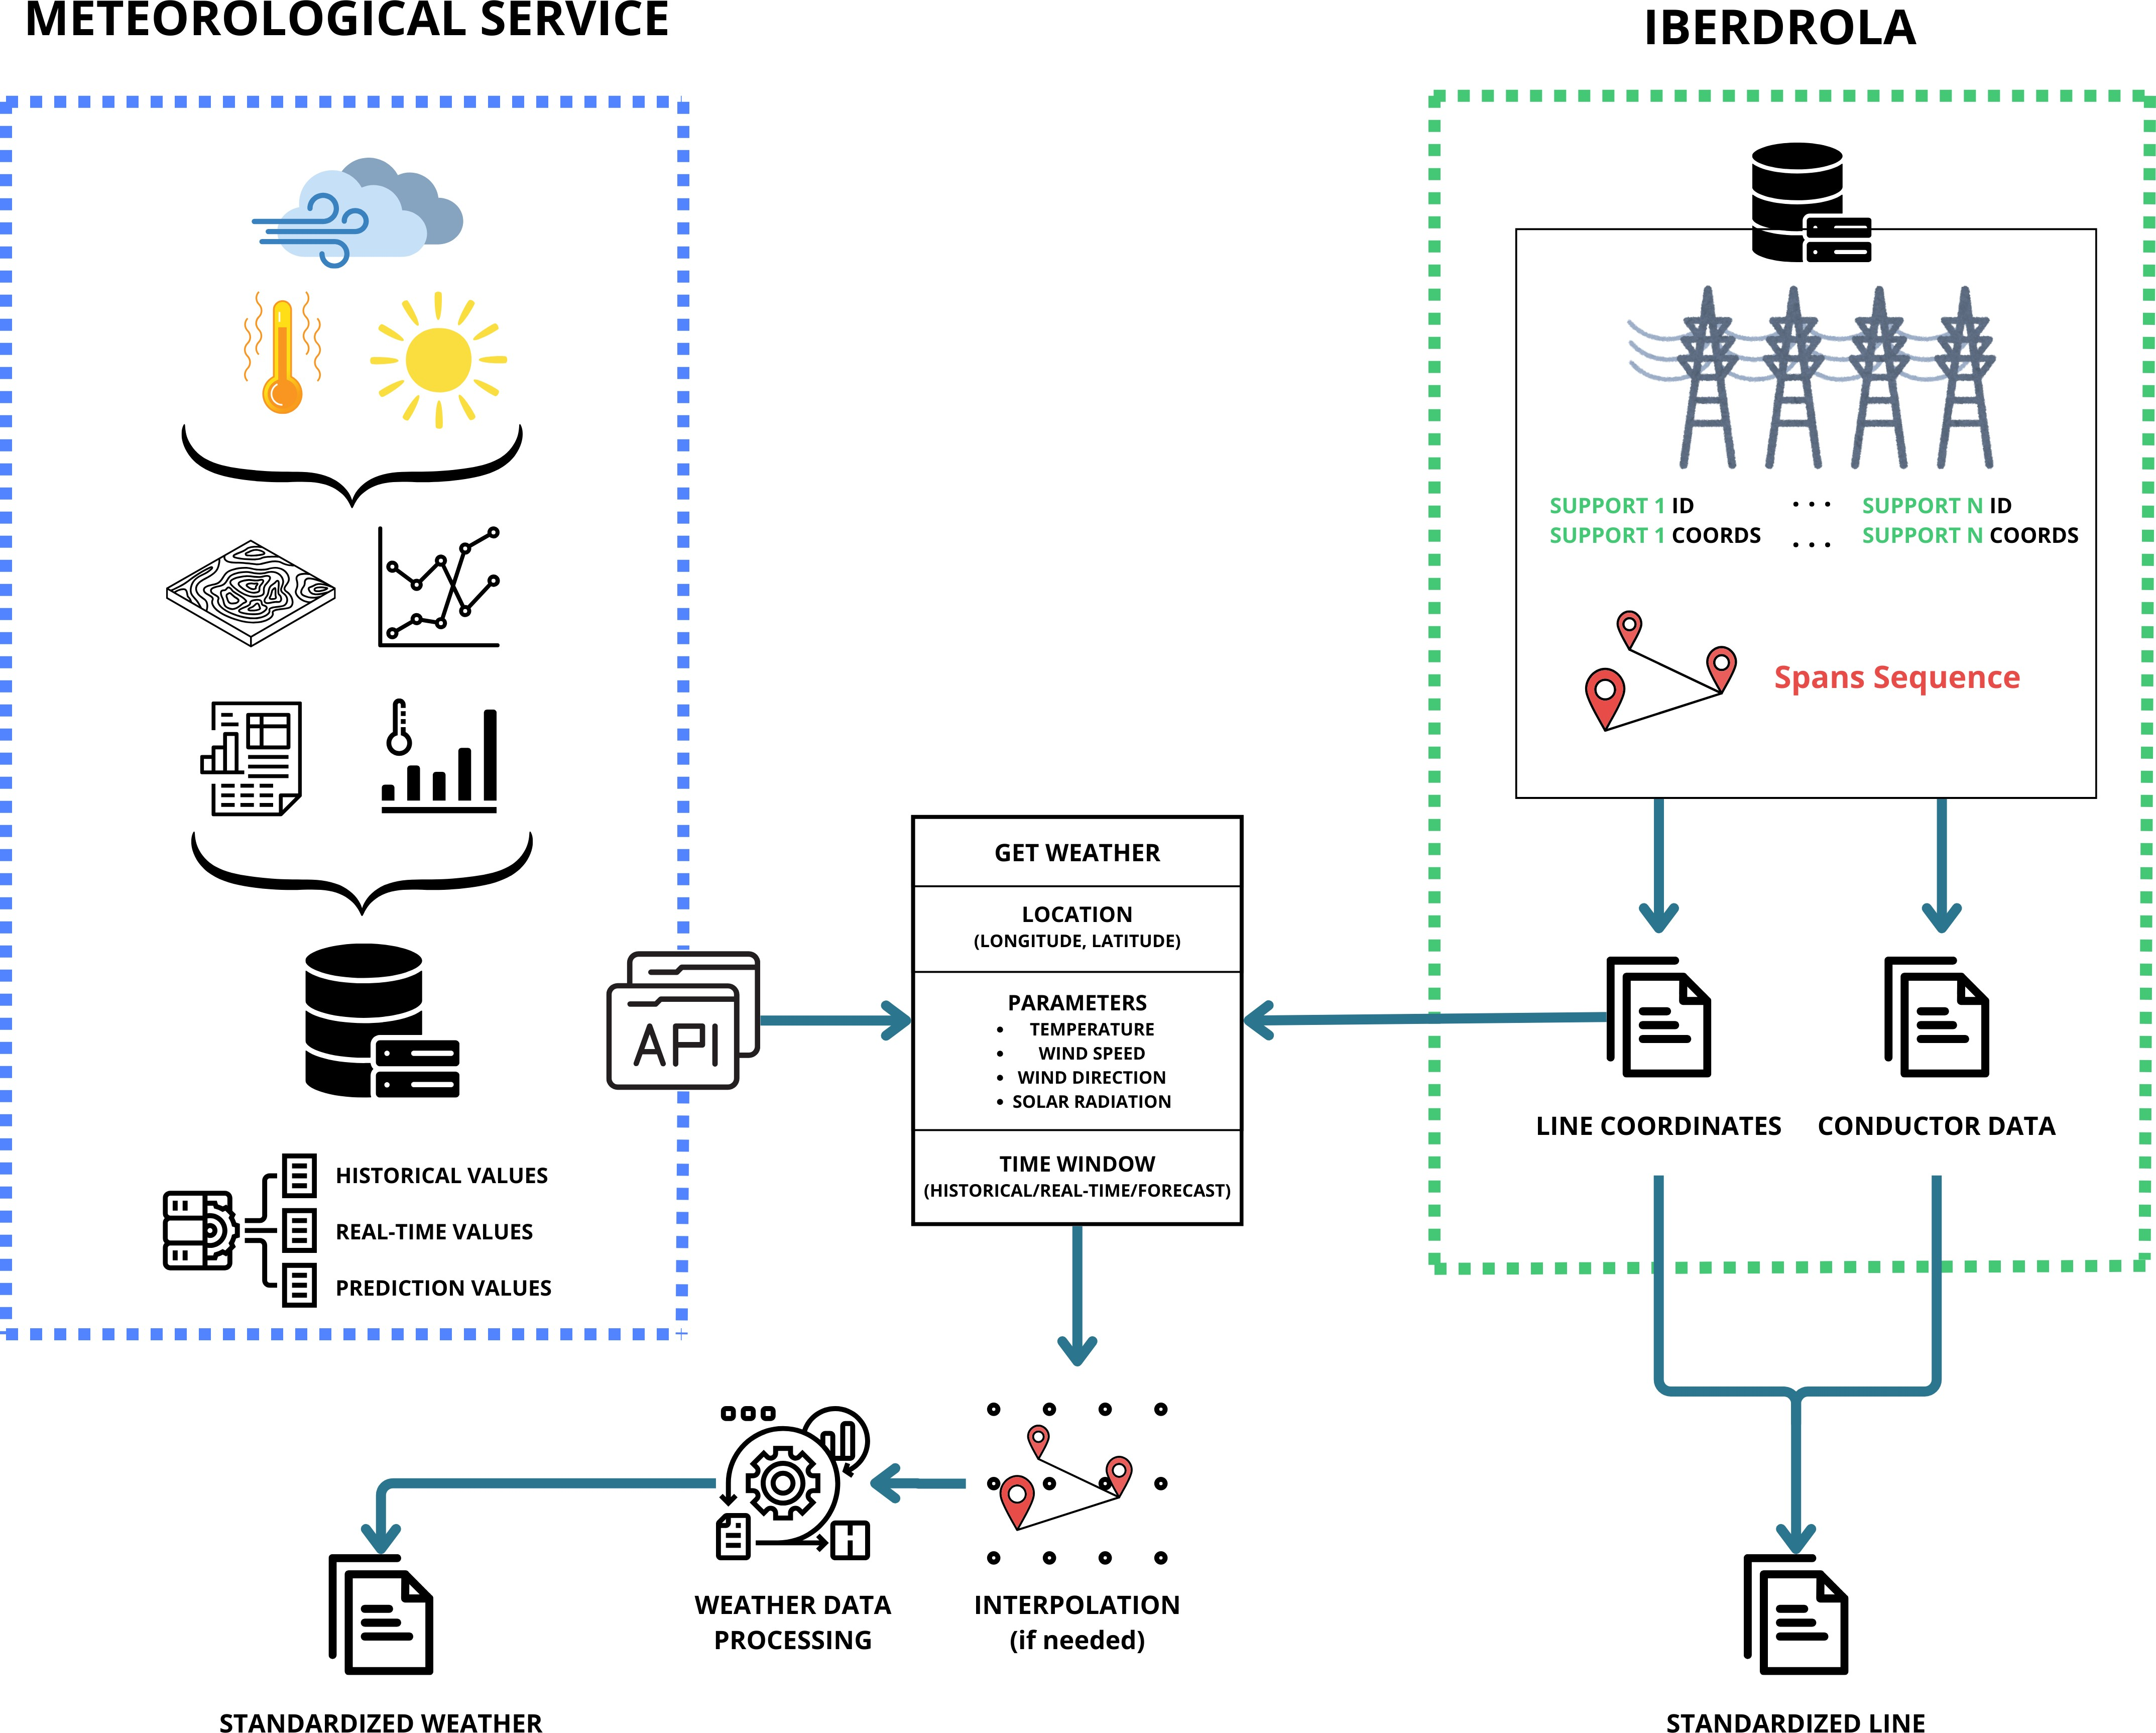 METEOROLOGICAL SERVICE
IBERDROLA
SUPPORT 1 ID
SUPPORT 1 COORDS
...
...
SUPPORT N ID
SUPPORT N COORDS
Spans Sequence
GET WEATHER
LOCATION
(LONGITUDE, LATITUDE)
PARAMETERS
• TEMPERATURE
• WIND SPEED
• WIND DIRECTION
• SOLAR RADIATION
TIME WINDOW
(HISTORICAL/REAL-TIME/FORECAST)
API
LINE COORDINATES
CONDUCTOR DATA
HISTORICAL VALUES
REAL-TIME VALUES
PREDICTION VALUES
WEATHER DATA
PROCESSING
INTERPOLATION
(if needed)
STANDARDIZED WEATHER
STANDARDIZED LINE